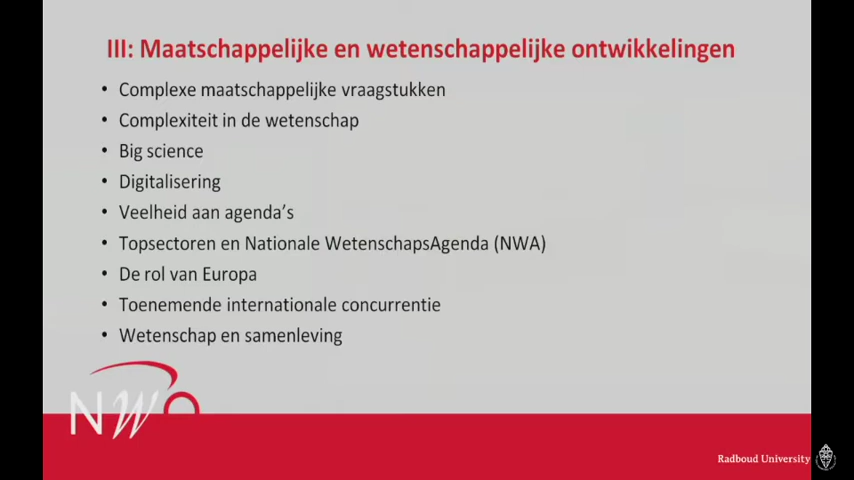 III: Maatschappelijke en wetenschappelijke ontwikkelingen
• Complexe maatschappelijke vraagstukken
• Complexiteit in de wetenschap
• Big science
• Digitalisering
• Veelheid aan agenda's
• Topsectoren en Nationale WetenschapsAgenda (NWA)
• De rol van Europa
• Toenemende internationale concurrentie
• Wetenschap en samenleving
NWO
Radboud University